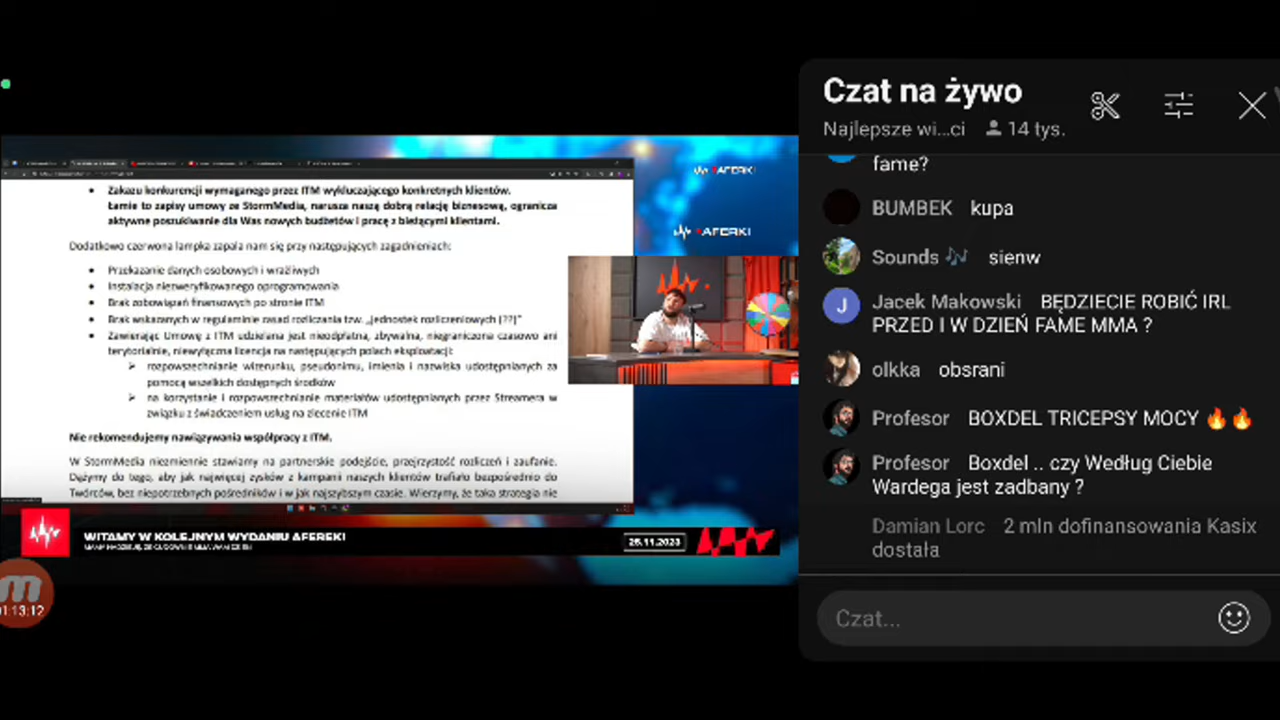 Zakazu konkurencji wymaganego przez ITM wykluczającego konkretnych klientów.
Łamie to zapisy umowy ze StormMedia, narusza naszą dobrą relację biznesową, ogranicza
aktywne poszukiwanie dla Was nowych budżetów i pracę z bieżącymi klientami.
Dodatkowo czerwona lampka zapala nam się przy następujących zagadnieniach:
Przekazanie danych osobowych i wrażliwych
Instalacja niezweryfikowanego oprogramowania
Brak zobowiązań finansowych po stronie ITM
Brak wskazanych w regulaminie zasad rozliczania tzw. „jednostek rozliczeniowych (??)"
Zawierając Umowę z ITM udzielana jest nieodpłatna, zbywalna, nieograniczona czasowo ani
terytorialnie, niewyłączna licencja na następujących polach eksploatacji:
rozpowszechnianie wizerunku, pseudonimu, imienia i nazwiska udostępnianych za
pomocą wszelkich dostępnych środków
na korzystanie i rozpowszechnianie materiałów udostępnianych przez Streamera w
związku z świadczeniem usług na zlecenie ITM
Nie rekomendujemy nawiązywania współpracy z ITM.
W StormMedia niezmiennie stawiamy na partnerskie podejście, przejrzystość rozliczeń i zaufanie.
Dążymy do tego, aby jak najwięcej zysków z kampanii naszych klientów trafiało bezpośrednio do
Twórców, bez niepotrzebnych pośredników i w jak najszybszym czasie. Wierzymy, że taka strategia nie
AFERKI
AFERKI
WITAMY W KOLEJNYM WYDANIU AFEREK!
25.11.2023
01:13:12
Czat na żywo
Najlepsze wi...ci 14 tys.
fame?
BUMBEK kupa
Sounds 🎶 sienw
Jacek Makowski BĘDZIECIE ROBIĆ IRL
PRZED I W DZIEŃ FAME MMA ?
olkka obsrani
Profesor BOXDEL TRICEPSY MOCY 🔥🔥
Profesor Boxdel .. czy Według Ciebie
Wardega jest zadbany ?
Damian Lorc 2 mln dofinansowania Kasix
dostała
Czat...